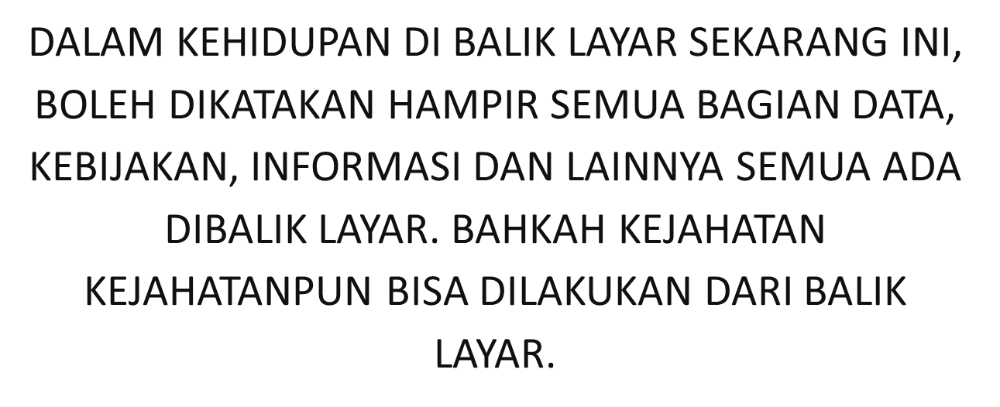 DALAM KEHIDUPAN DI BALIK LAYAR SEKARANG INI,
BOLEH DIKATAKAN HAMPIR SEMUA BAGIAN DATA,
KEBIJAKAN, INFORMASI DAN LAINNYA SEMUA ADA
DIBALIK LAYAR. BAHKAH KEJAHATAN
KEJAHATANPUN BISA DILAKUKAN DARI BALIK
LAYAR.